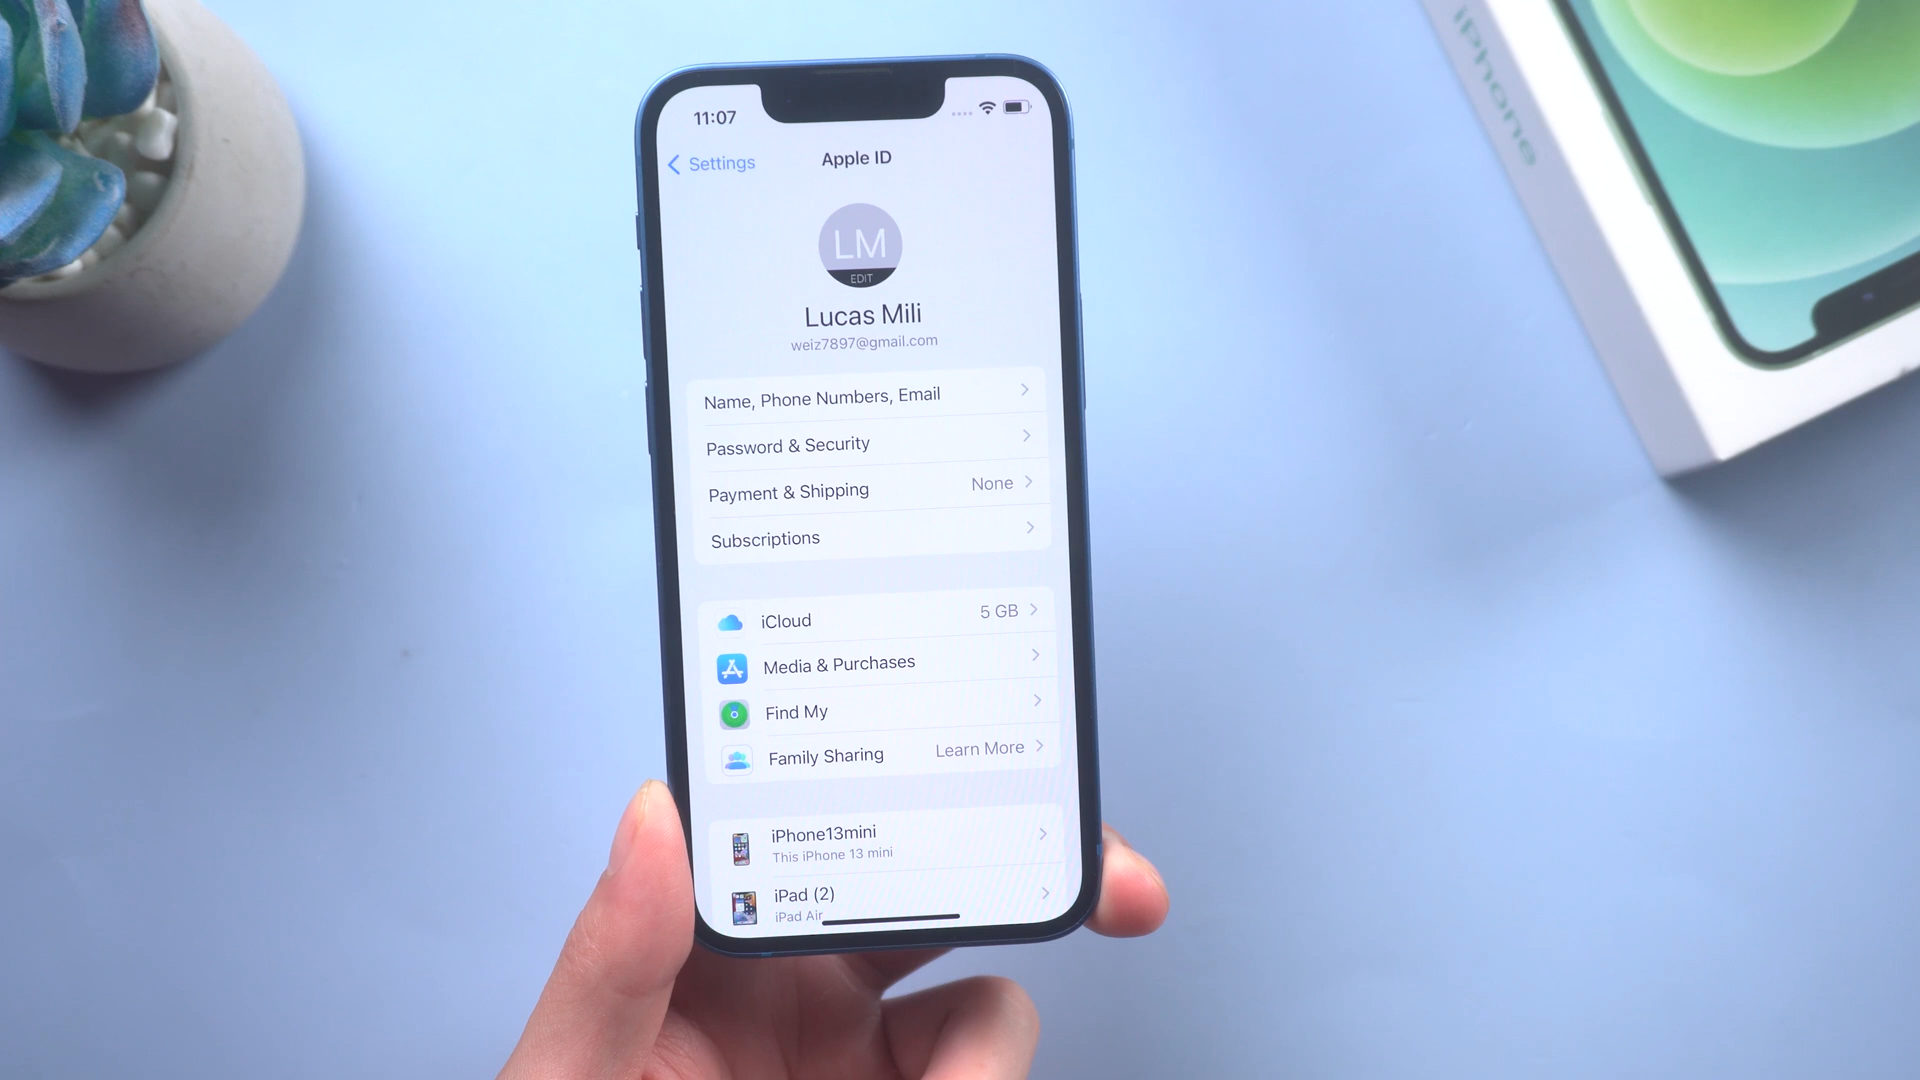 11:07
Settings
Apple ID
LM
EDIT
Lucas Mili
weiz7897@gmail.com
Name, Phone Numbers, Email
Password & Security
Payment & Shipping None
Subscriptions
iCloud 5 GB
Media & Purchases
Find My
Family Sharing Learn More
iPhone13mini
This iPhone 13 mini
iPad (2)
iPad Air
iPhone